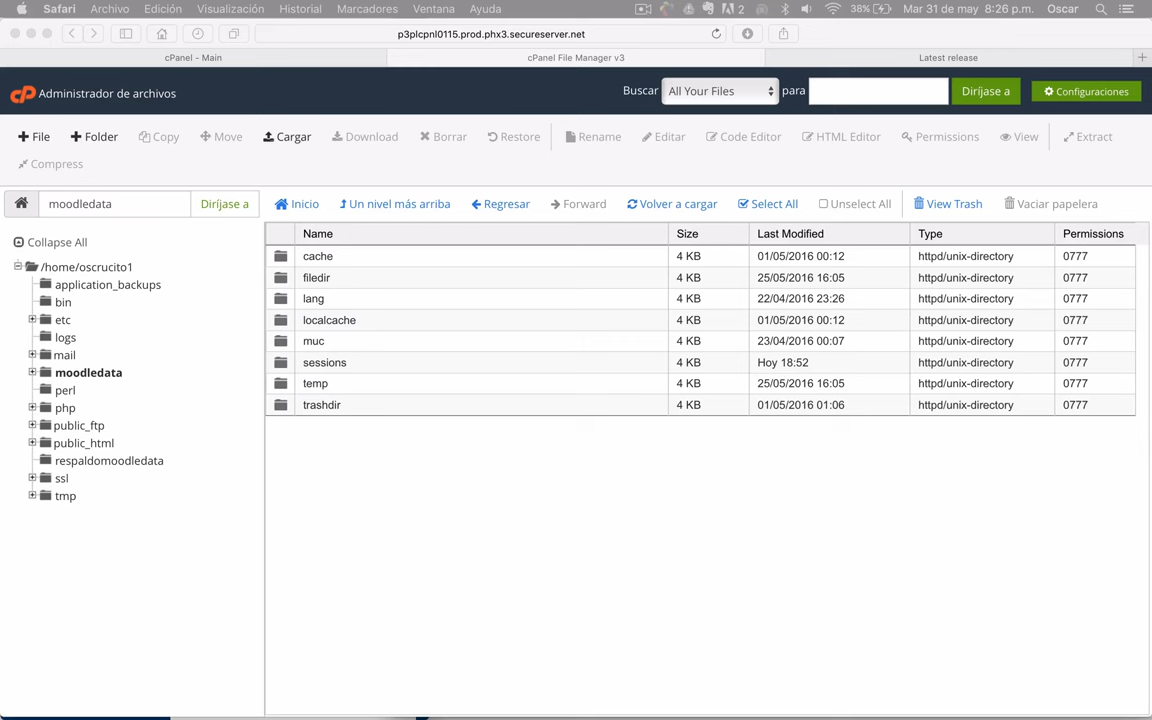 Safari Archivo Edición Visualización Historial Marcadores Ventana Ayuda 2 38% Mar 31 de may 8:26 p.m. Oscar
p3plcpnl0115.prod.phx3.secureserver.net
cPanel - Main cPanel File Manager v3 Latest release
cP Administrador de archivos Buscar All Your Files para Diríjase a Configuraciones
File Folder Copy Move Cargar Download Borrar Restore Rename Editar Code Editor HTML Editor Permissions View Extract
Compress
moodledata Diríjase a Inicio Un nivel más arriba Regresar Forward Volver a cargar Select All Unselect All View Trash Vaciar papelera
Collapse All
/home/oscrucito1
application_backups
bin
etc
logs
mail
moodledata
perl
php
public_ftp
public_html
respaldomoodledata
ssl
tmp
Name Size Last Modified Type Permissions
cache 4 KB 01/05/2016 00:12 httpd/unix-directory 0777
filedir 4 KB 25/05/2016 16:05 httpd/unix-directory 0777
lang 4 KB 22/04/2016 23:26 httpd/unix-directory 0777
localcache 4 KB 01/05/2016 00:12 httpd/unix-directory 0777
muc 4 KB 23/04/2016 00:07 httpd/unix-directory 0777
sessions 4 KB Hoy 18:52 httpd/unix-directory 0777
temp 4 KB 25/05/2016 16:05 httpd/unix-directory 0777
trashdir 4 KB 01/05/2016 01:06 httpd/unix-directory 0777